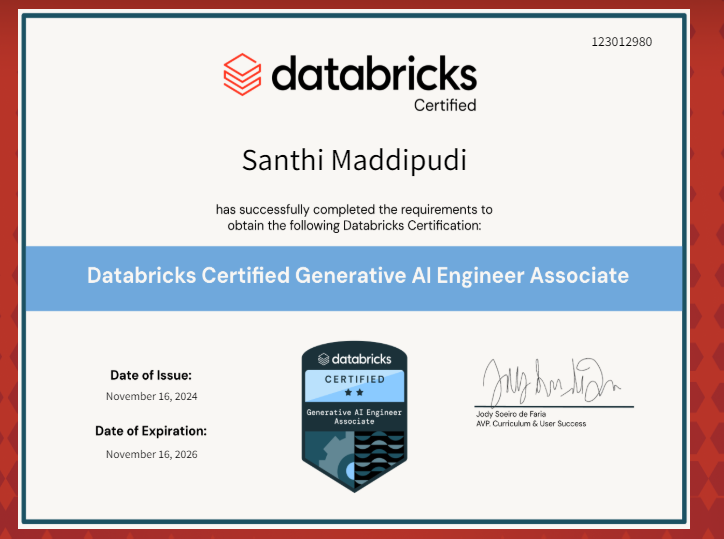 123012980
databricks
Certified
Santhi Maddipudi
has successfully completed the requirements to
obtain the following Databricks Certification:
Databricks Certified Generative AI Engineer Associate
Date of Issue:
November 16, 2024
Date of Expiration:
November 16, 2026
databricks
CERTIFIED
Generative AI Engineer
Associate
Jody Soeiro de Faria
AVP, Curriculum & User Success